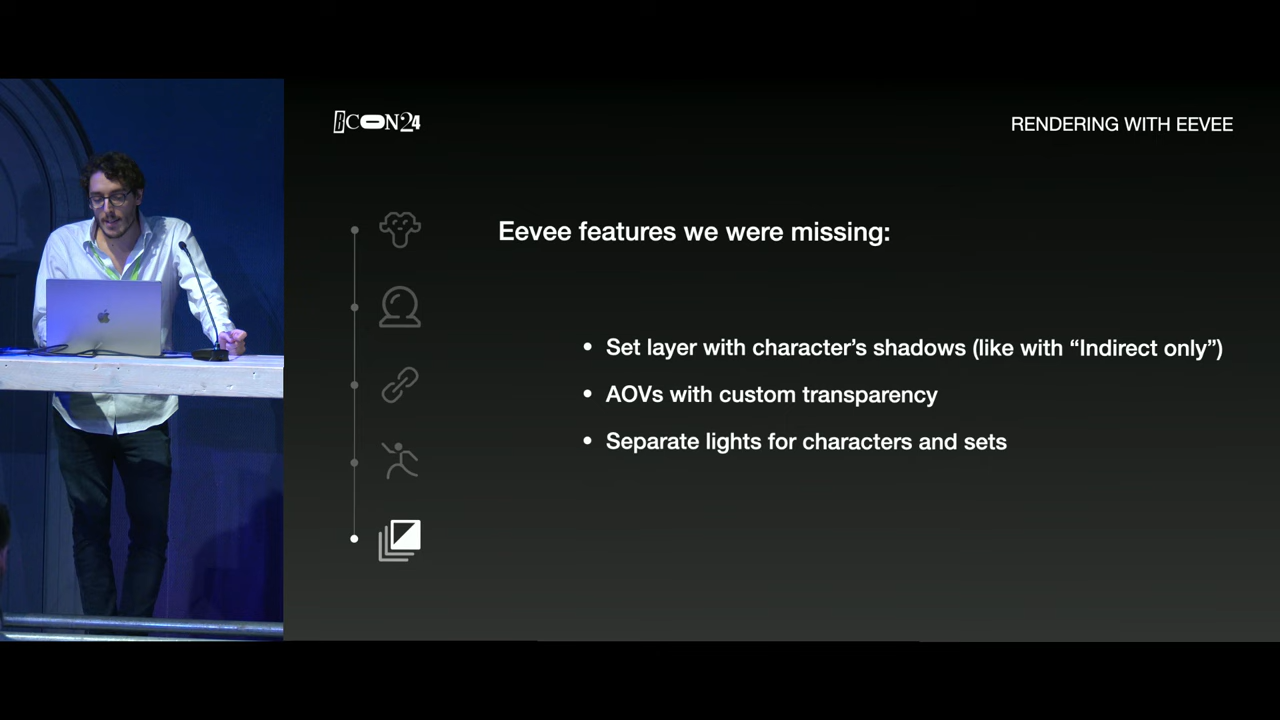 BCON24
RENDERING WITH EEVEE
Eevee features we were missing:
• Set layer with character’s shadows (like with “Indirect only”)
• AOVs with custom transparency
• Separate lights for characters and sets